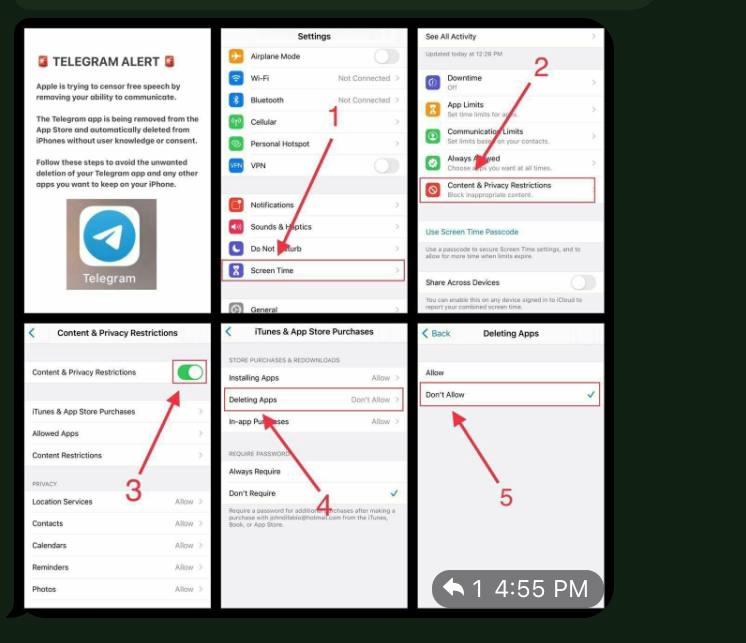 🚨 TELEGRAM ALERT 🚨
Apple is trying to censor free speech by
removing your ability to communicate.
The Telegram app is being removed from the
App Store and automatically deleted from
iPhones without user knowledge or consent.
Follow these steps to avoid the unwanted
deletion of your Telegram app and any other
apps you want to keep on your iPhone.
Telegram
Settings
Airplane Mode
Wi-Fi Not Connected
Bluetooth Not Connected
1
Cellular
Personal Hotspot
VPN VPN
Notifications
Sounds & Haptics
Do Not Disturb
Screen Time
General
See All Activity
Updated today at 12:26 PM
2
Downtime
Off
App Limits
Set time limits for apps.
Communication Limits
Set limits based on your contacts.
Always Allowed
Choose apps you want at all times.
Content & Privacy Restrictions
Block inappropriate content.
Use Screen Time Passcode
Use a passcode to secure Screen Time settings, and to
allow for more time when limits expire.
Share Across Devices
You can enable this on any device signed in to iCloud to
report your combined screen time.
Content & Privacy Restrictions
Content & Privacy Restrictions
iTunes & App Store Purchases
Allowed Apps
Content Restrictions
3
PRIVACY
Location Services Allow
Contacts Allow
Calendars Allow
Reminders Allow
Photos Allow
iTunes & App Store Purchases
STORE PURCHASES & REDOWNLOADS
Installing Apps Allow
Deleting Apps Don't Allow
In-app Purchases Allow
REQUIRE PASSWORD
Always Require
Don't Require
4
Require a password for additional purchases after making a
purchase with from the iTunes,
Book, or App Store.
Back Deleting Apps
Allow
Don't Allow
5
1 4:55 PM